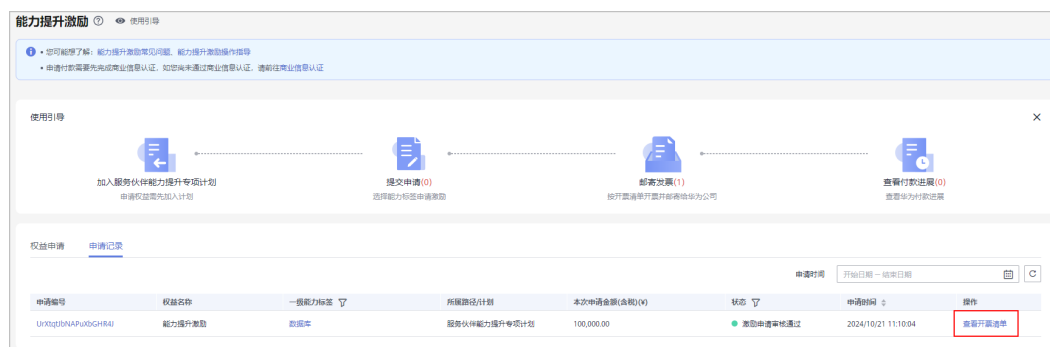 能力提升激励 使用引导
• 您可能想了解：能力提升激励常见问题、能力提升激励操作指导
• 申请付款需要先完成商业信息认证，如您尚未通过商业信息认证，请前往商业信息认证
使用引导
加入服务伙伴能力提升专项计划 提交申请(0) 邮寄发票(1) 查看付款进展(0)
申请权益需先加入计划 选择能力标签申请激励 按开票清单开票并邮寄给华为公司 查看华为付款进展
权益申请 申请记录
申请时间 开始日期 – 结束日期
申请编号 权益名称 一级能力标签 所属路径/计划 本次申请金额(含税)(¥) 状态 申请时间 操作
UrXtqtJbNAPuXbGHR4J 能力提升激励 数据库 服务伙伴能力提升专项计划 100,000.00 激励申请审核通过 2024/10/21 11:10:04 查看开票清单